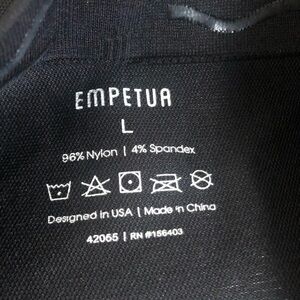 EMPETUA
L
96% Nylon | 4% Spandex
Designed in USA | Made in China
42065 | RN #156403